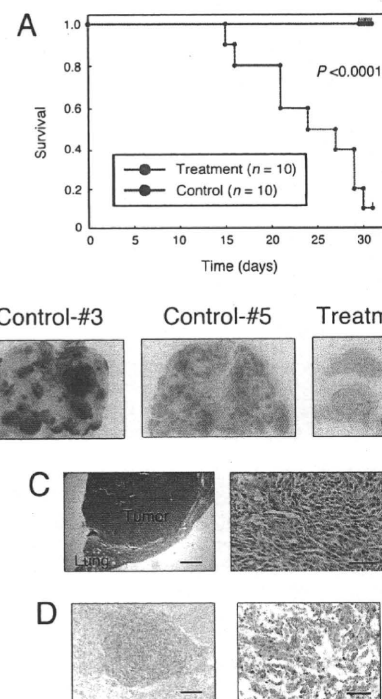 A
1.0
0.8
0.6
0.4
0.2
0
Survival
P<0.0001
Treatment (n = 10)
Control (n = 10)
0 5 10 15 20 25 30
Time (days)
Control-#3 Control-#5 Treatm
C
Tumor
Lung
D